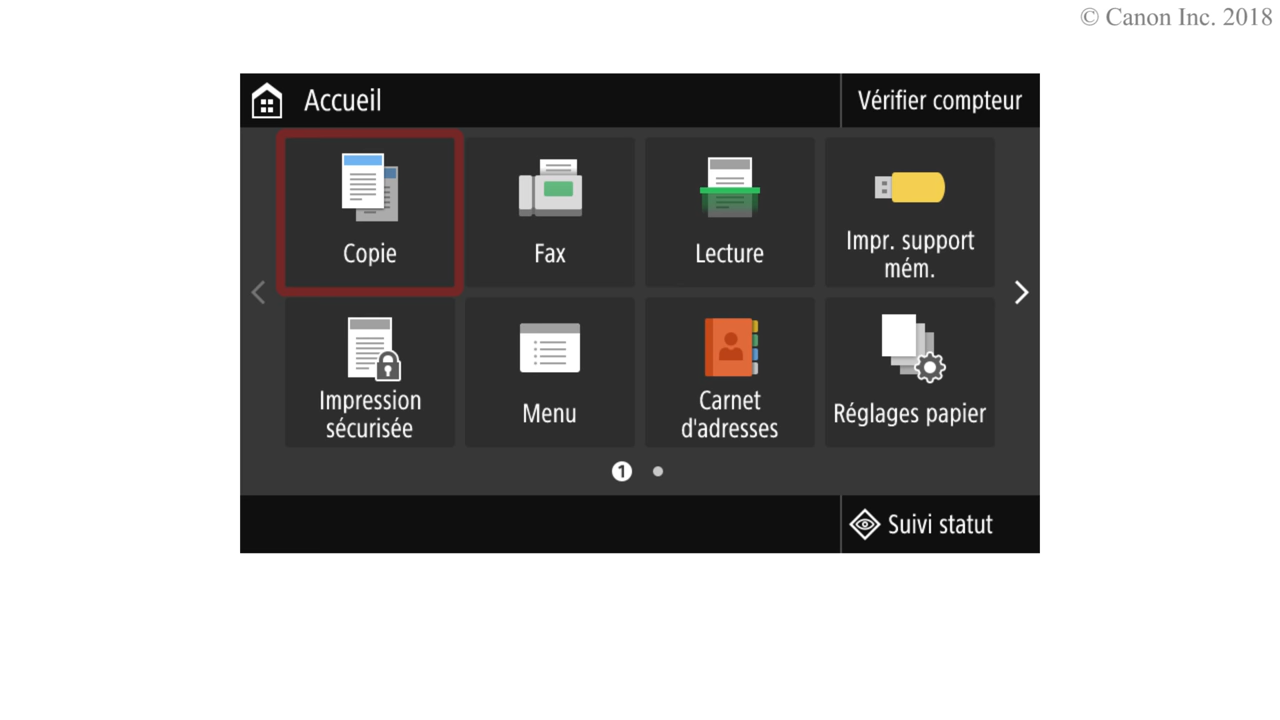 © Canon Inc. 2018
Accueil
Vérifier compteur
Copie
Fax
Lecture
Impr. support
mém.
Impression
sécurisée
Menu
Carnet
d'adresses
Réglages papier
1
Suivi statut